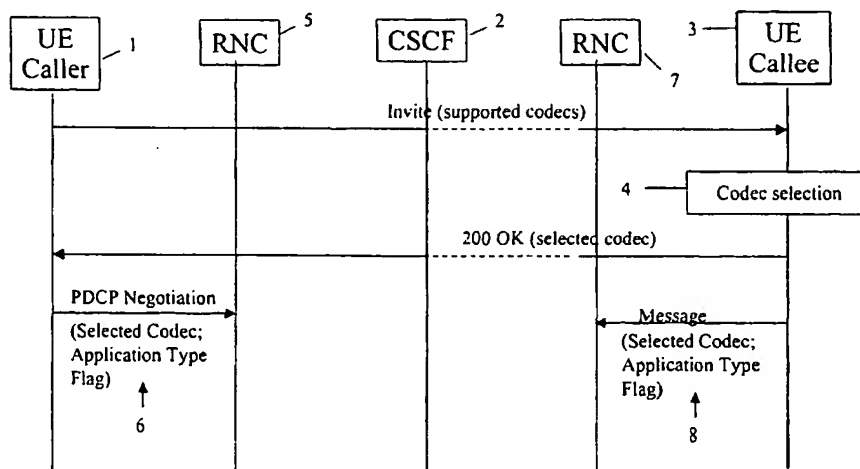 UE
Caller
1
RNC
5
CSCF
2
RNC
7
3
UE
Callee
Invite (supported codecs)
4
Codec selection
200 OK (selected codec)
PDCP Negotiation
(Selected Codec;
Application Type
Flag)
6
Message
(Selected Codec;
Application Type
Flag)
8